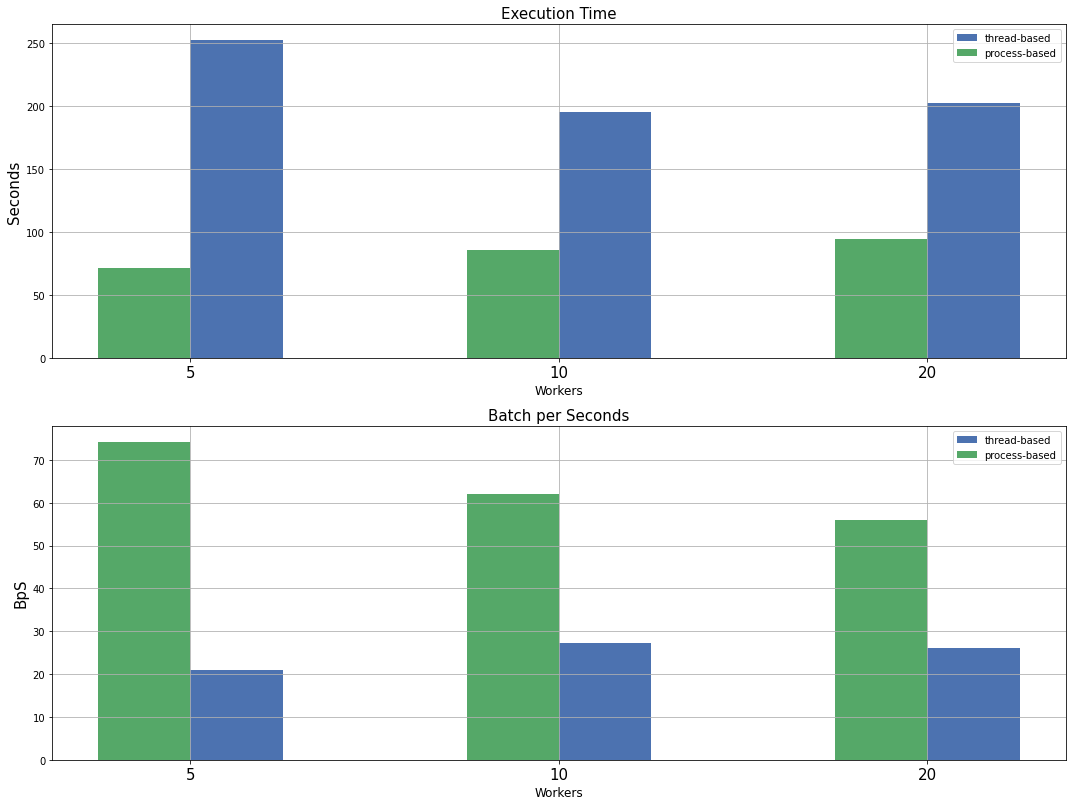 Execution Time
thread-based
process-based
250
200
150
100
50
0
Seconds
5 10 20
Workers
Batch per Seconds
thread-based
process-based
70
60
50
40
30
20
10
0
BpS
5 10 20
Workers